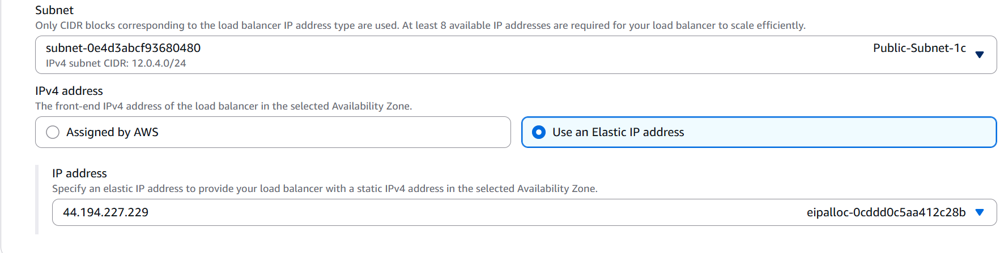 Subnet
Only CIDR blocks corresponding to the load balancer IP address type are used. At least 8 available IP addresses are required for your load balancer to scale efficiently.
subnet-0e4d3abcf93680480 Public-Subnet-1c
IPv4 subnet CIDR: 12.0.4.0/24
IPv4 address
The front-end IPv4 address of the load balancer in the selected Availability Zone.
Assigned by AWS Use an Elastic IP address
IP address
Specify an elastic IP address to provide your load balancer with a static IPv4 address in the selected Availability Zone.
44.194.227.229 eipalloc-0cddd0c5aa412c28b